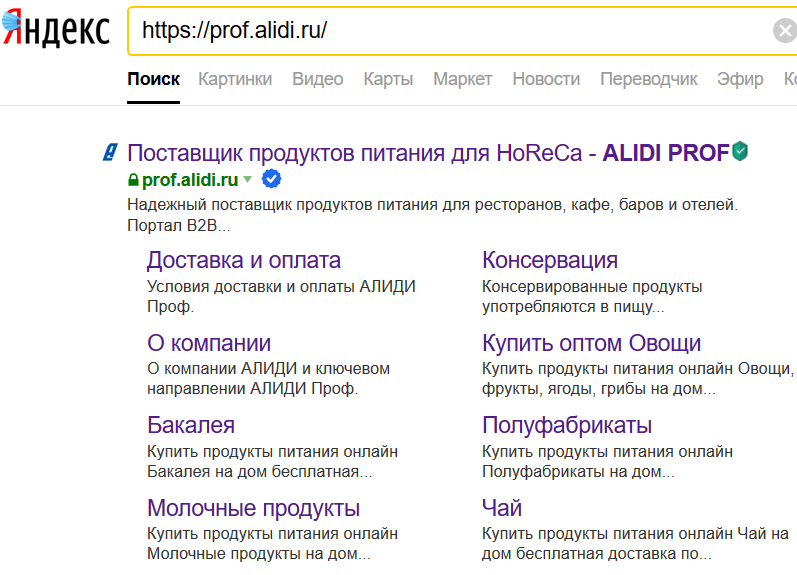 Яндекс
https://prof.alidi.ru/
Поиск Картинки Видео Карты Маркет Новости Переводчик Эфир
Поставщик продуктов питания для HoReCa - ALIDI PROF
prof.alidi.ru
Надежный поставщик продуктов питания для ресторанов, кафе, баров и отелей.
Портал B2B...
Доставка и оплата
Условия доставки и оплаты АЛИДИ
Проф.
Консервация
Консервированные продукты
употребляются в пищу...
О компании
О компании АЛИДИ и ключевом
направлении АЛИДИ Проф.
Купить оптом Овощи
Купить продукты питания онлайн Овощи,
фрукты, ягоды, грибы на дом...
Бакалея
Купить продукты питания онлайн
Бакалея на дом бесплатная...
Полуфабрикаты
Купить продукты питания онлайн
Полуфабрикаты на дом...
Молочные продукты
Купить продукты питания онлайн
Молочные продукты на дом...
Чай
Купить продукты питания онлайн Чай на
дом бесплатная доставка по...